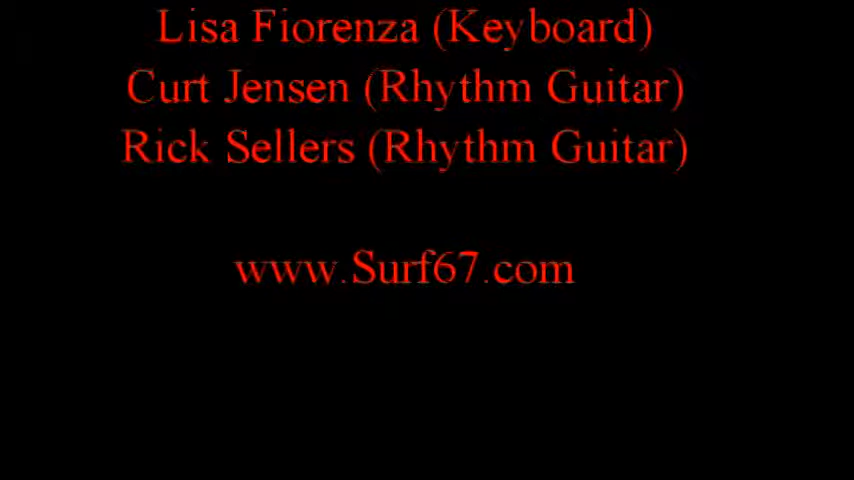 Lisa Fiorenza (Keyboard)
Curt Jensen (Rhythm Guitar)
Rick Sellers (Rhythm Guitar)
www.Surf67.com